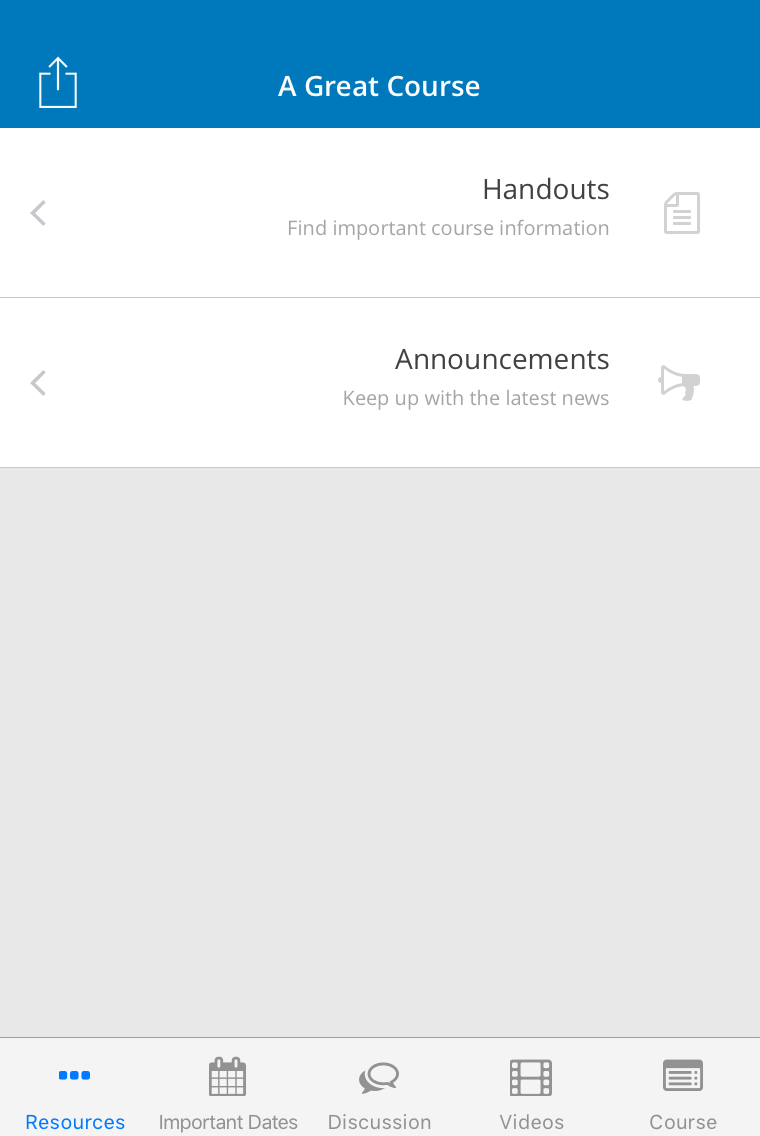 A Great Course
Handouts
Find important course information
Announcements
Keep up with the latest news
Resources
Important Dates
Discussion
Videos
Course